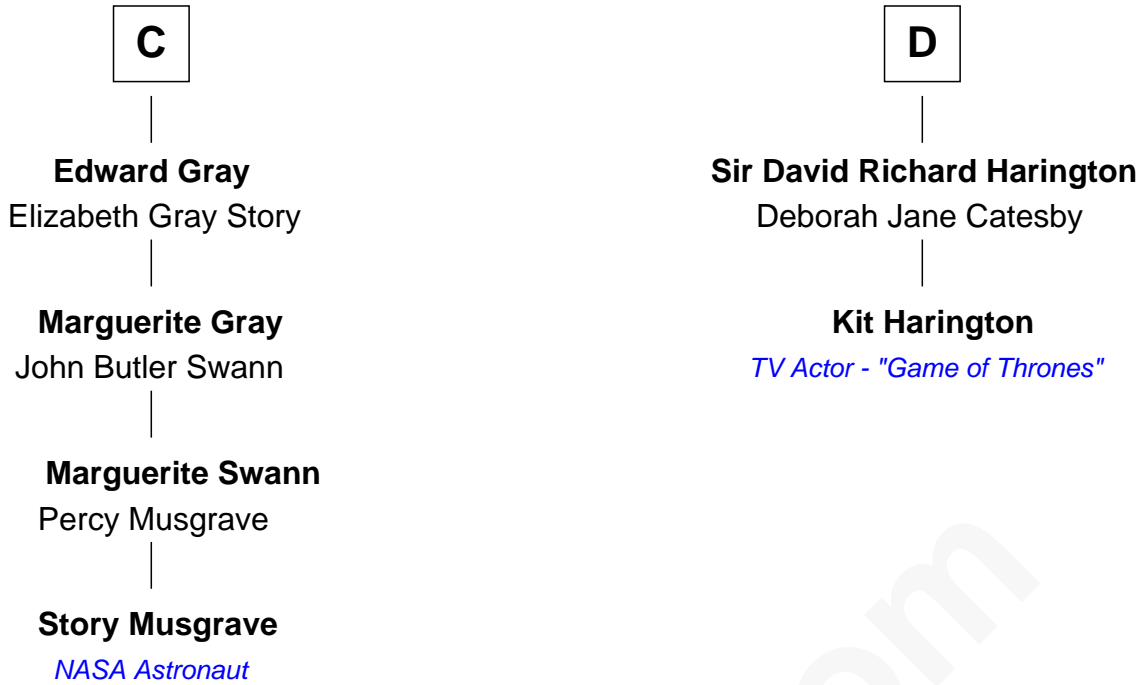 C
Edward Gray
Elizabeth Gray Story
Marguerite Gray
John Butler Swann
Marguerite Swann
Percy Musgrave
Story Musgrave
NASA Astronaut
D
Sir David Richard Harington
Deborah Jane Catesby
Kit Harington
TV Actor - "Game of Thrones"
om